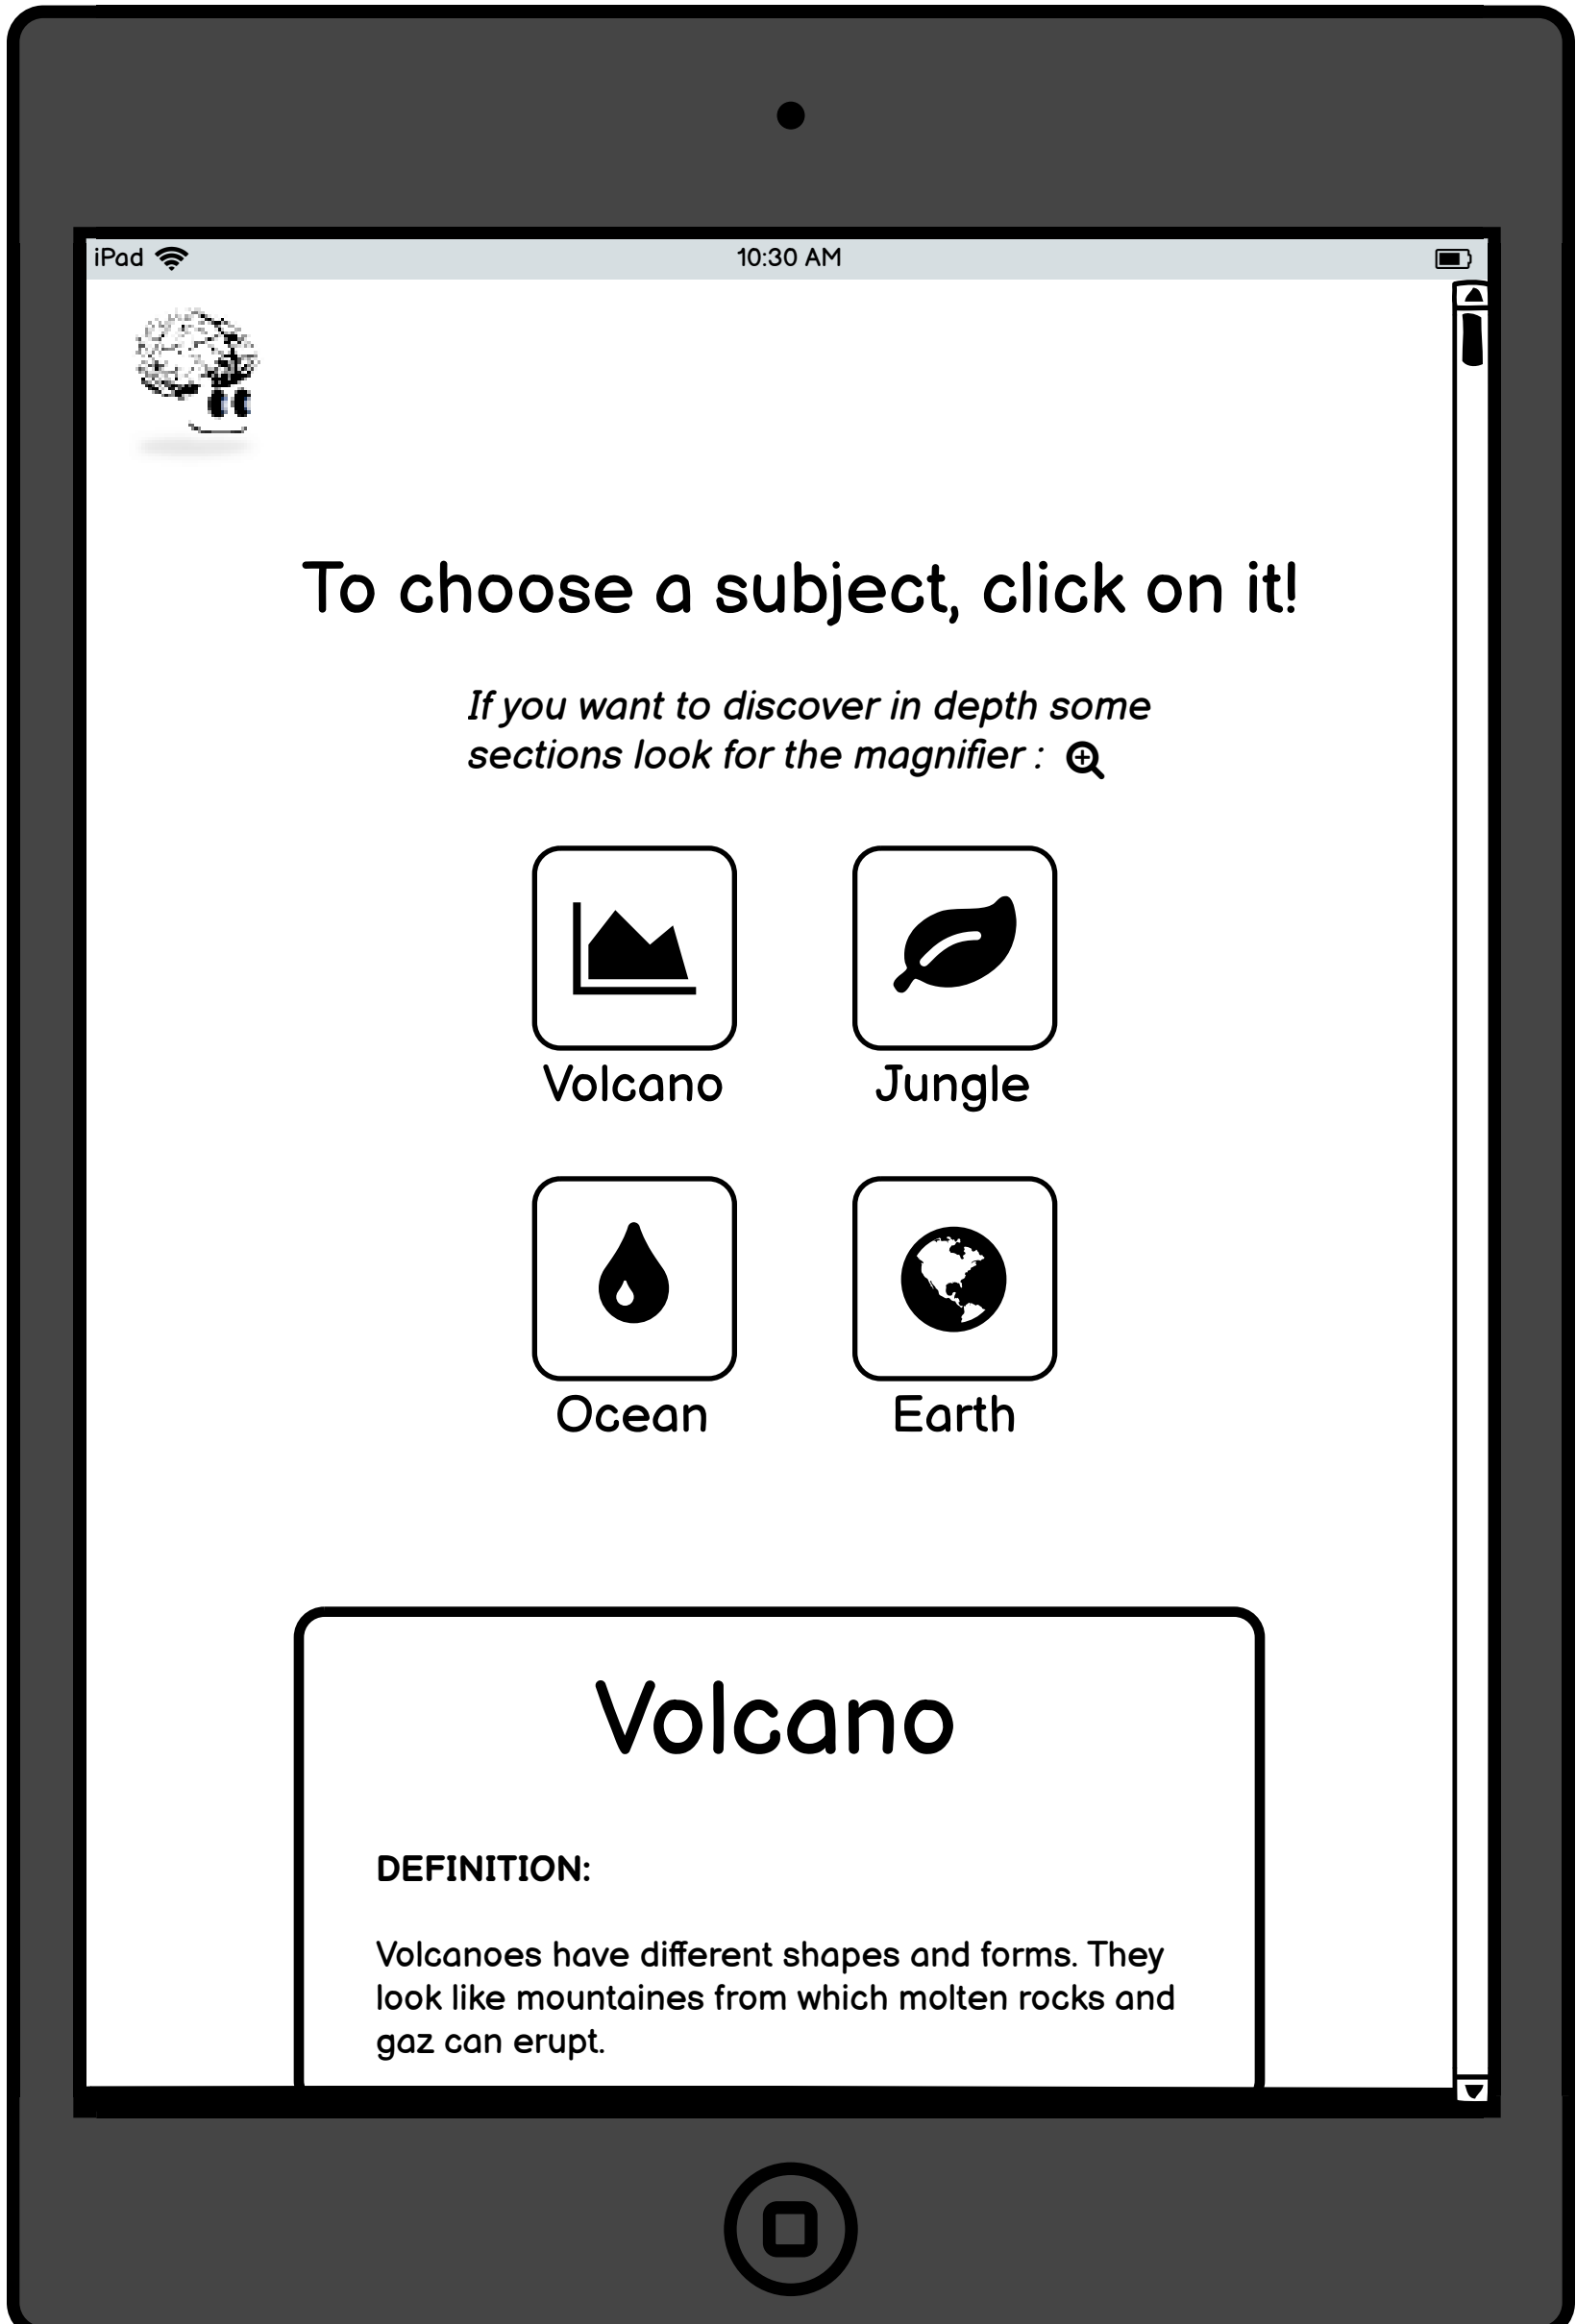 iPad 10:30 AM
To choose a subject, click on it!
If you want to discover in depth some
sections look for the magnifier :
Volcano Jungle
Ocean Earth
Volcano
DEFINITION:
Volcanoes have different shapes and forms. They
look like mountaines from which molten rocks and
gaz can erupt.